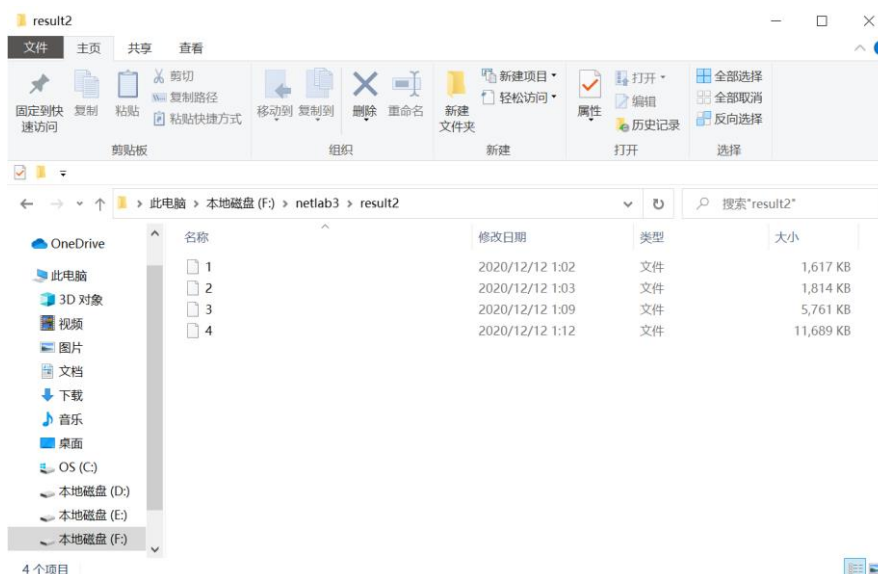 result2
文件 主页 共享 查看
固定到快速访问
复制
粘贴
剪切
复制路径
粘贴快捷方式
剪贴板
移动到 复制到 删除 重命名
组织
新建文件夹
新建项目
轻松访问
新建
属性
打开
编辑
历史记录
打开
全部选择
全部取消
反向选择
选择
此电脑 › 本地磁盘 (F:) › netlab3 › result2
搜索"result2"
名称 修改日期 类型 大小
1 2020/12/12 1:02 文件 1,617 KB
2 2020/12/12 1:03 文件 1,814 KB
3 2020/12/12 1:09 文件 5,761 KB
4 2020/12/12 1:12 文件 11,689 KB
OneDrive
此电脑
3D 对象
视频
图片
文档
下载
音乐
桌面
OS (C:)
本地磁盘 (D:)
本地磁盘 (E:)
本地磁盘 (F:)
4 个项目